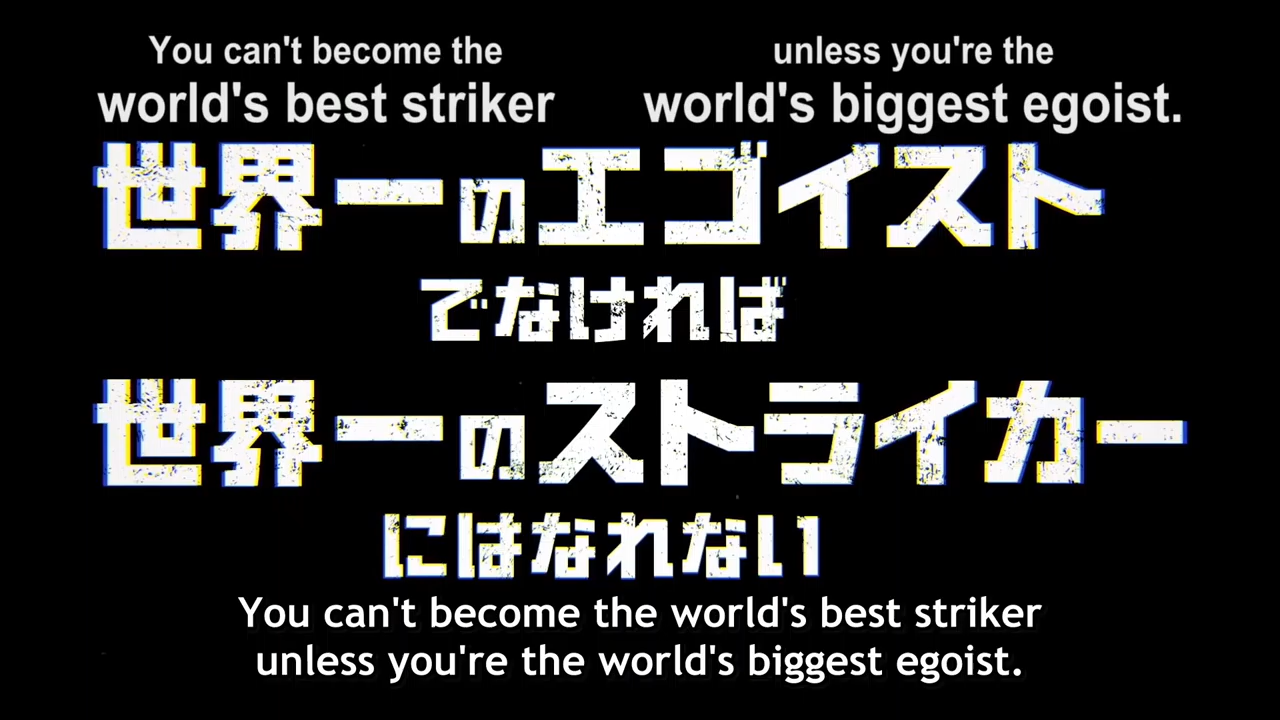 You can't become the
world's best striker
unless you're the
world's biggest egoist.
世界一のエゴイスト
でなければ
世界一のストライカー
にはなれない
You can't become the world's best striker
unless you're the world's biggest egoist.